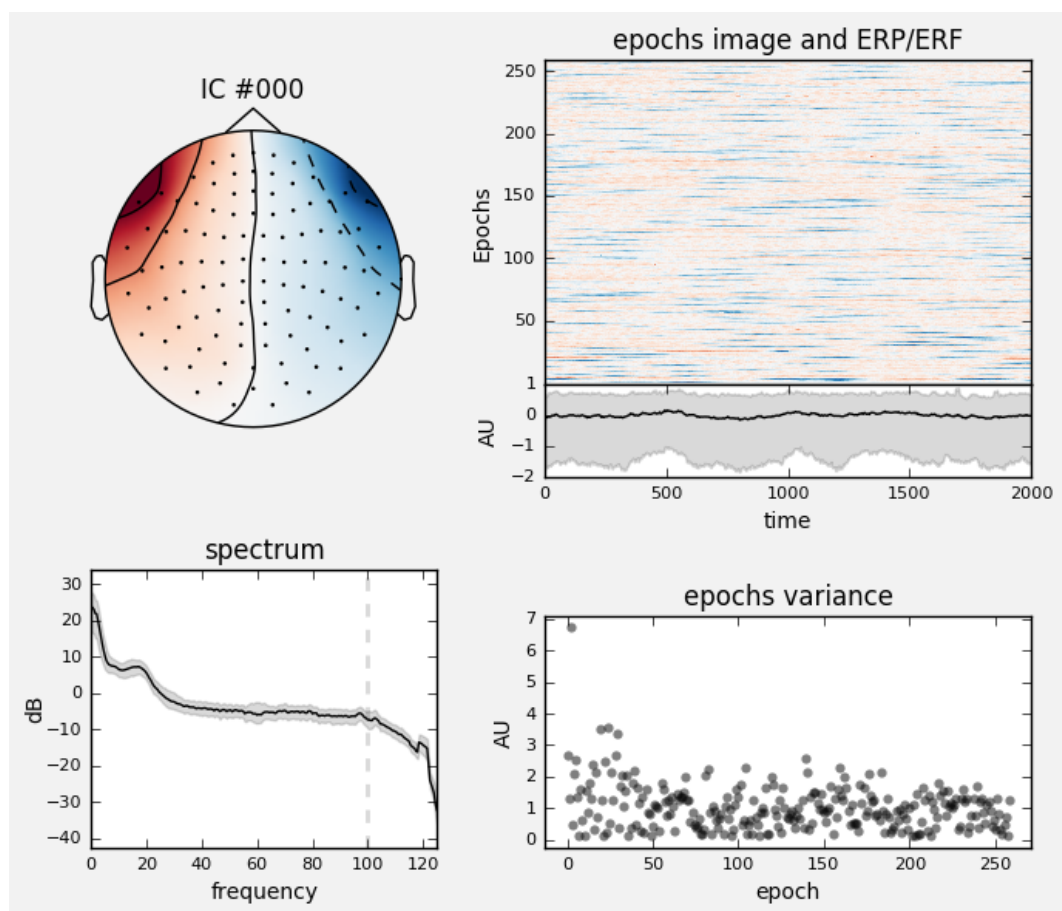 IC #000
epochs image and ERP/ERF
250
200
150
100
50
1
Epochs
0
−1
−2
AU
0 500 1000 1500 2000
time
spectrum
30
20
10
0
−10
−20
−30
−40
dB
0 20 40 60 80 100 120
frequency
epochs variance
7
6
5
4
3
2
1
0
AU
0 50 100 150 200 250
epoch